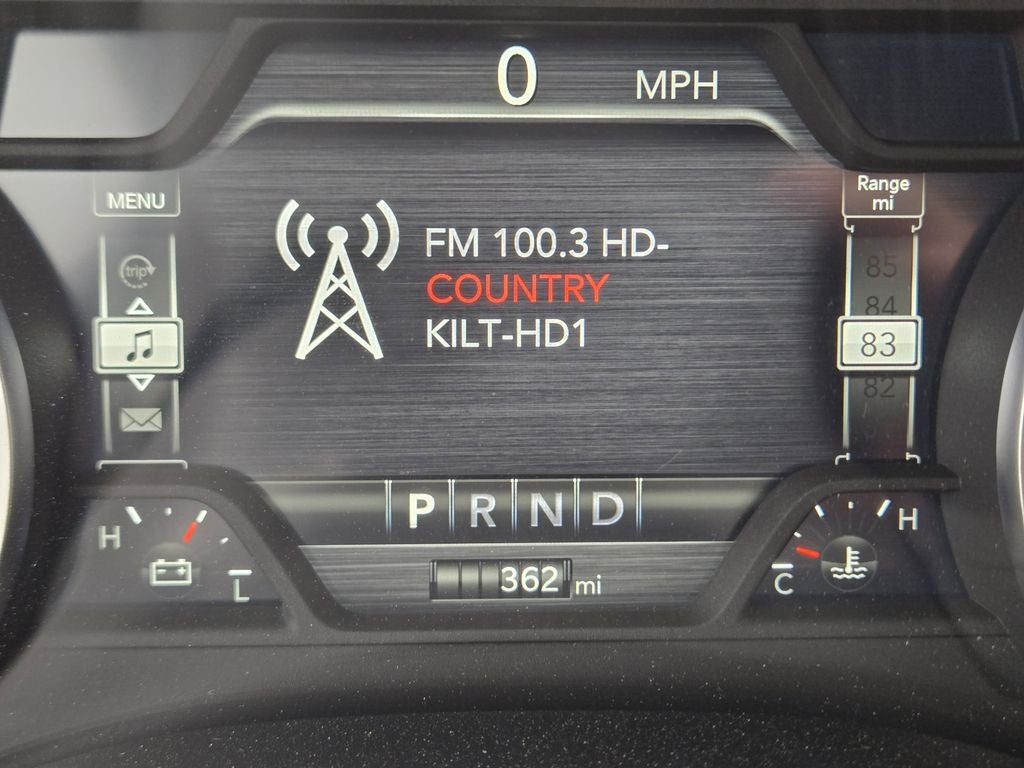 0 MPH
MENU
Range
mi
trip
85
84
83
82
FM 100.3 HD-
COUNTRY
KILT-HD1
P R N D
H
L
362 mi
C
H